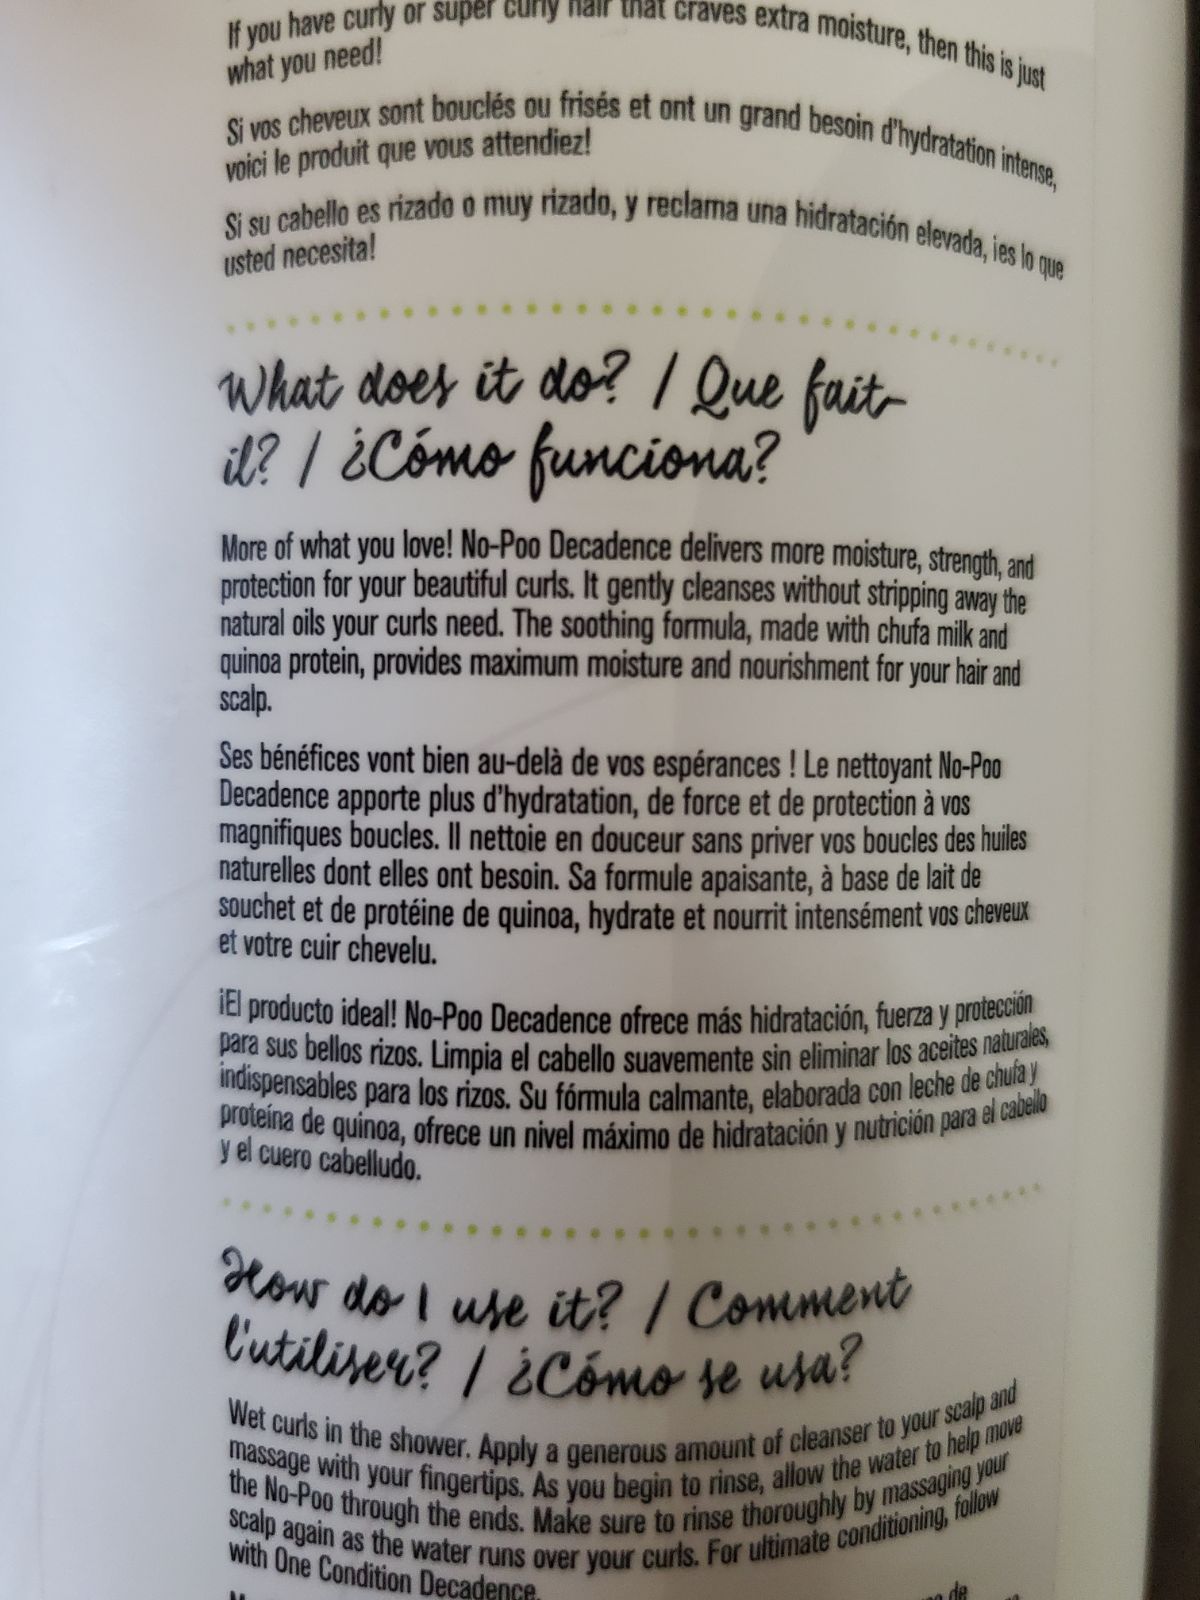 If you have curly or super curly hair that craves extra moisture, then this is just
what you need!
Si vos cheveux sont bouclés ou frisés et ont un grand besoin d'hydratation intense,
voici le produit que vous attendiez!
Si su cabello es rizado o muy rizado, y reclama una hidratación elevada, ¡es lo que
usted necesita!
What does it do? / Que fait-
il? / ¿Cómo funciona?
More of what you love! No-Poo Decadence delivers more moisture, strength, and
protection for your beautiful curls. It gently cleanses without stripping away the
natural oils your curls need. The soothing formula, made with chufa milk and
quinoa protein, provides maximum moisture and nourishment for your hair and
scalp.
Ses bénéfices vont bien au-delà de vos espérances ! Le nettoyant No-Poo
Decadence apporte plus d'hydratation, de force et de protection à vos
magnifiques boucles. Il nettoie en douceur sans priver vos boucles des huiles
naturelles dont elles ont besoin. Sa formule apaisante, à base de lait de
souchet et de protéine de quinoa, hydrate et nourrit intensément vos cheveux
et votre cuir chevelu.
¡El producto ideal! No-Poo Decadence ofrece más hidratación, fuerza y protección
para sus bellos rizos. Limpia el cabello suavemente sin eliminar los aceites naturales,
indispensables para los rizos. Su fórmula calmante, elaborada con leche de chufa y
proteína de quinoa, ofrece un nivel máximo de hidratación y nutrición para el cabello
y el cuero cabelludo.
How do I use it? / Comment
l'utiliser? / ¿Cómo se usa?
Wet curls in the shower. Apply a generous amount of cleanser to your scalp and
massage with your fingertips. As you begin to rinse, allow the water to help move
the No-Poo through the ends. Make sure to rinse thoroughly by massaging your
scalp again as the water runs over your curls. For ultimate conditioning, follow
with One Condition Decadence.
de